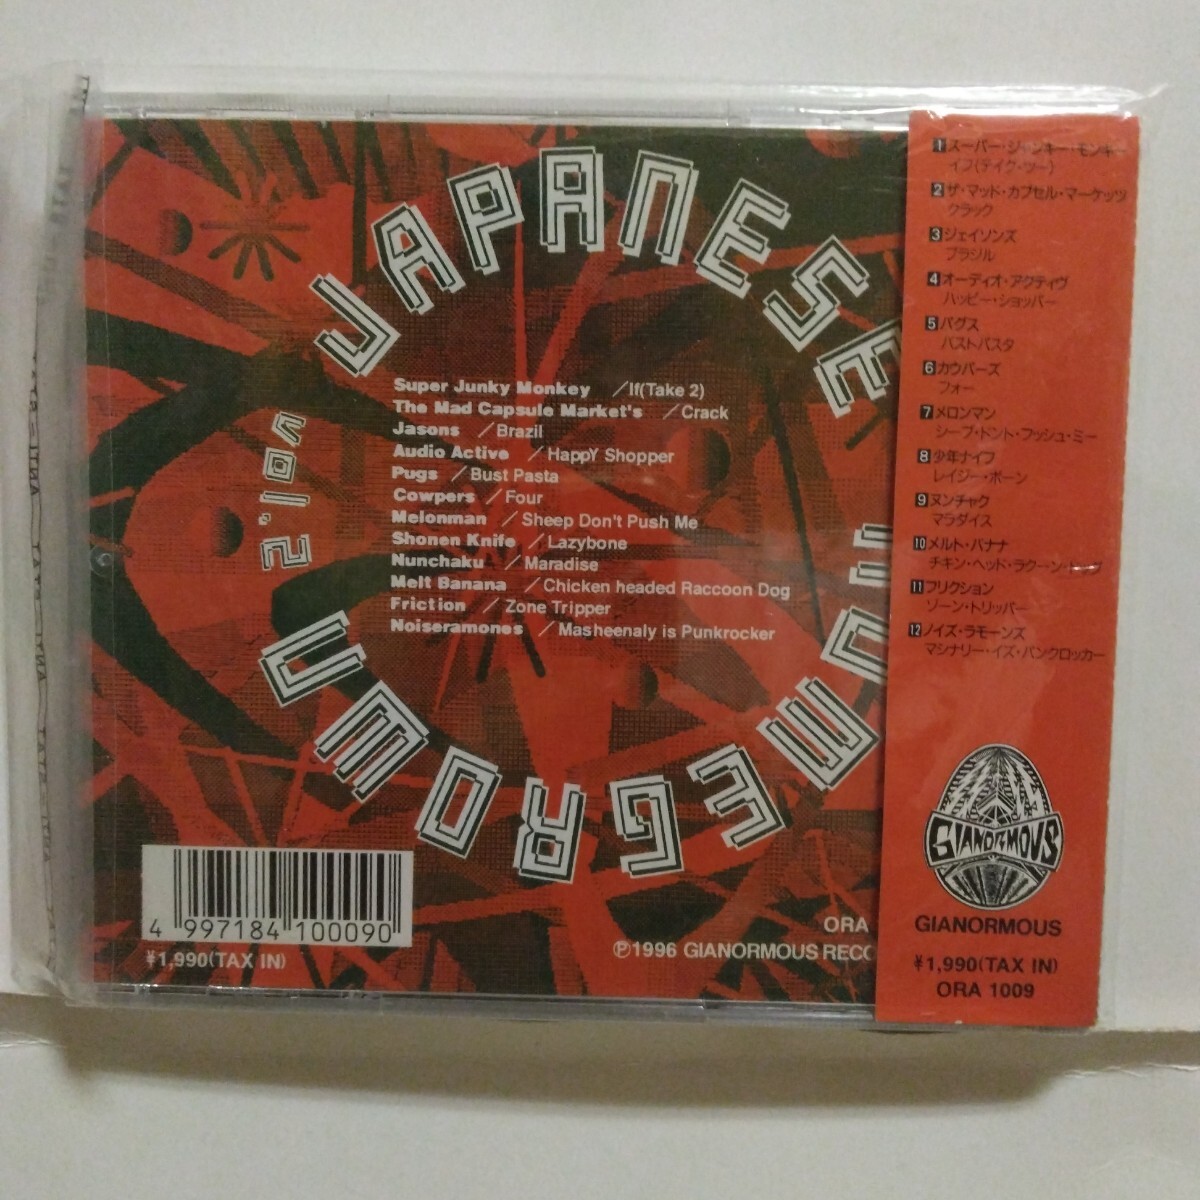 JAPANESE
HOMEGROWN
vol.2
Super Junky Monkey /If(Take 2)
The Mad Capsule Market's /Crack
Jasons /Brazil
Audio Active /HappY Shopper
Pugs /Bust Pasta
Cowpers /Four
Melonman /Sheep Don't Push Me
Shonen Knife /Lazybone
Nunchaku /Maradise
Melt Banana /Chicken headed Raccoon Dog
Friction /Zone Tripper
Noiseramones /Masheenaly is Punkrocker
4 997184 100090
¥1,990(TAX IN)
ORA
℗1996 GIANORMOUS RECO
1 スーパー・ジャンキー・モンキー
イフ(テイク・ツー)
2 ザ・マッド・カプセル・マーケッツ
クラック
3 ジェイソンズ
ブラジル
4 オーディオ・アクティヴ
ハッピー・ショッパー
5 パグス
バストパスタ
6 カウパーズ
フォー
7 メロンマン
シープ・ドント・プッシュ・ミー
8 少年ナイフ
レイジー・ボーン
9 ヌンチャク
マラダイス
10 メルト・バナナ
チキン・ヘッド・ラクーン・ドッグ
11 フリクション
ゾーン・トリッパー
12 ノイズ・ラモーンズ
マシナリー・イズ・パンクロッカー
GIANORMOUS
GIANORMOUS
¥1,990(TAX IN)
ORA 1009